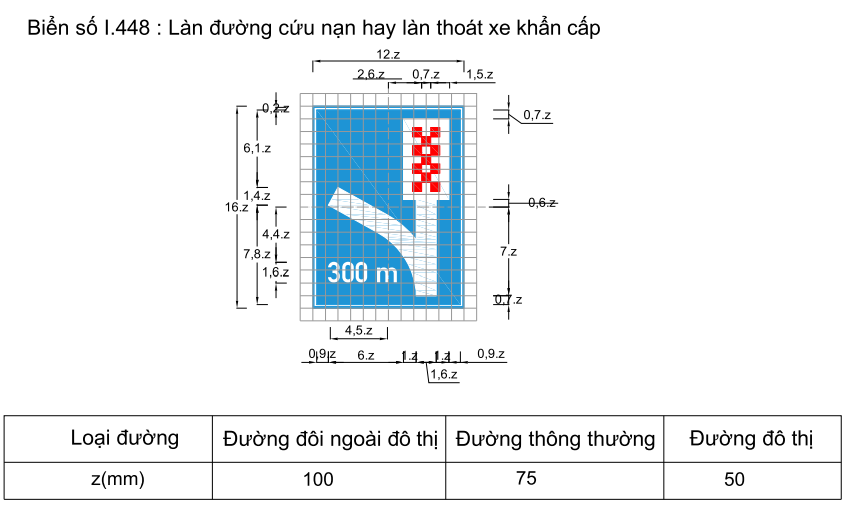 Biển số I.448 : Làn đường cứu nạn hay làn thoát xe khẩn cấp
12.z
2,6.z 0,7.z 1,5.z
0,2.z
0,7.z
6,1.z
1,4.z
16.z
0,6.z
4,4.z
7,8.z
7.z
1,6.z
300 m
0,7.z
4,5.z
0,9.z 6.z 1.z 1.z 0,9.z
1,6.z
Loại đường Đường đôi ngoài đô thị Đường thông thường Đường đô thị
z(mm) 100 75 50